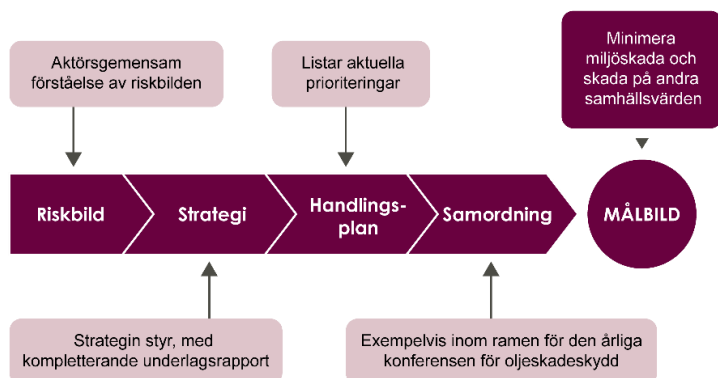 Aktörsgemensam
förståelse av riskbilden
Listar aktuella
prioriteringar
Minimera
miljöskada och
skada på andra
samhällsvärden
Riskbild
Strategi
Handlings-
plan
Samordning
MÅLBILD
Strategin styr, med
kompletterande underlagsrapport
Exempelvis inom ramen för den årliga
konferensen för oljeskadeskydd